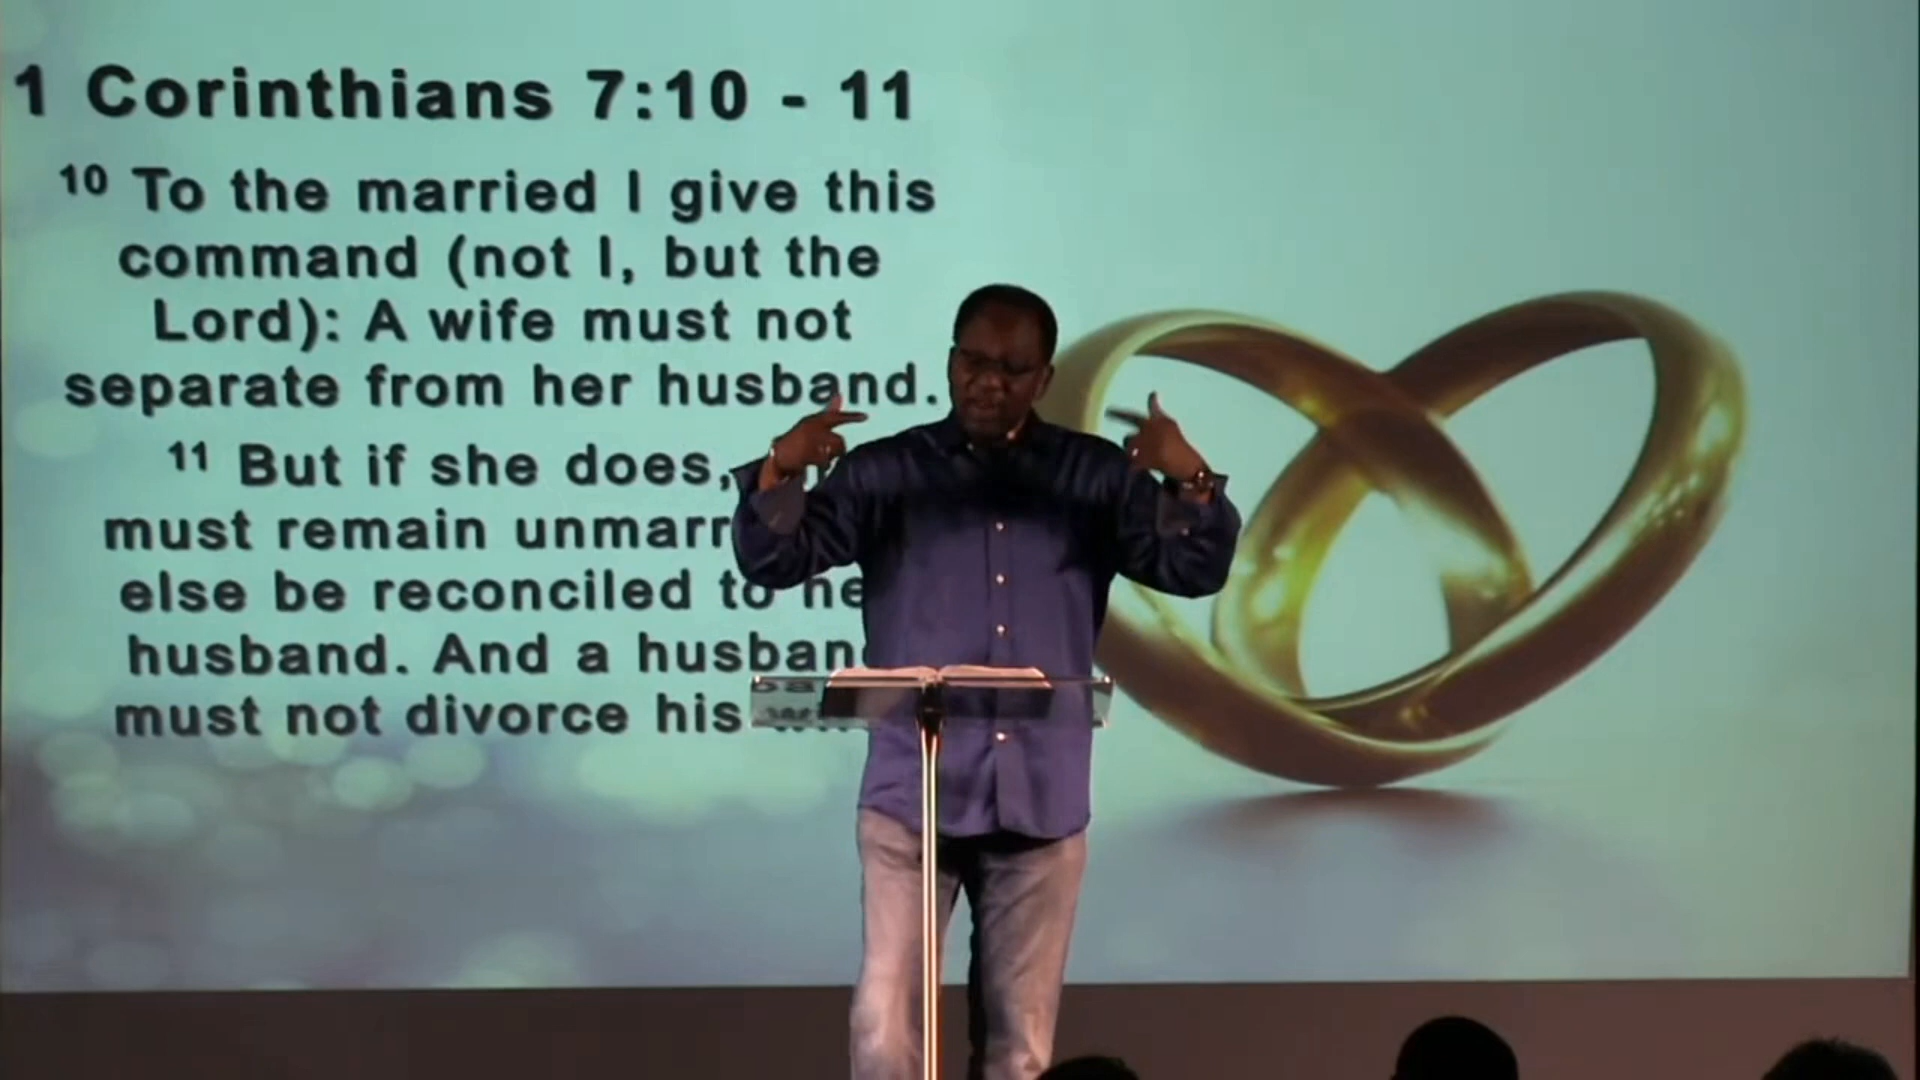 1 Corinthians 7:10 - 11
10 To the married I give this
command (not I, but the
Lord): A wife must not
separate from her husband.
11 But if she does,
must remain
else be reconciled to
husband. And a
must not divorce his